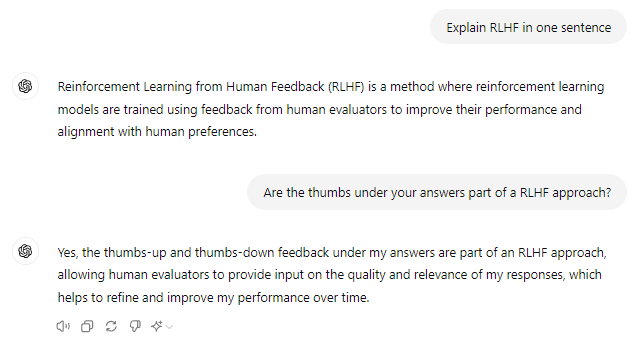 Explain RLHF in one sentence
Reinforcement Learning from Human Feedback (RLHF) is a method where reinforcement learning
models are trained using feedback from human evaluators to improve their performance and
alignment with human preferences.
Are the thumbs under your answers part of a RLHF approach?
Yes, the thumbs-up and thumbs-down feedback under my answers are part of an RLHF approach,
allowing human evaluators to provide input on the quality and relevance of my responses, which
helps to refine and improve my performance over time.